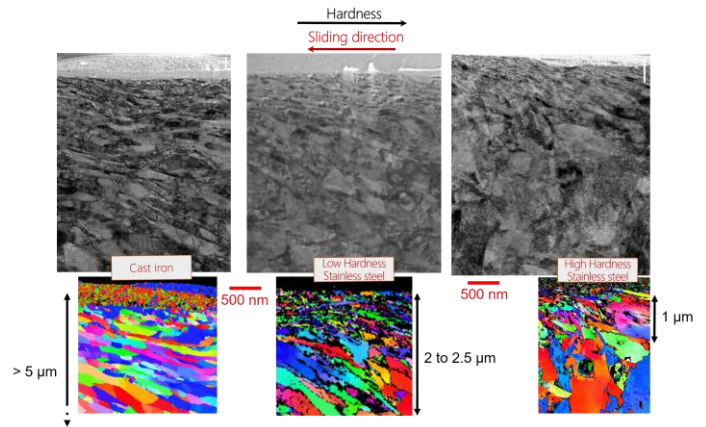 Hardness
Sliding direction
Cast iron
Low Hardness
Stainless steel
High Hardness
Stainless steel
500 nm
500 nm
> 5 µm
2 to 2.5 µm
1 µm